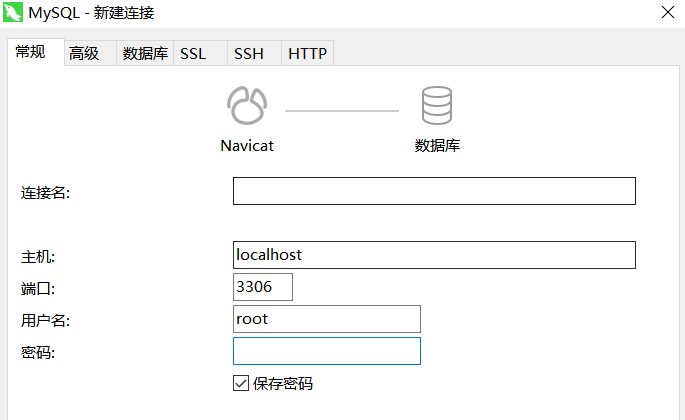 MySQL - 新建连接
常规 高级 数据库 SSL SSH HTTP
Navicat 数据库
连接名:
主机: localhost
端口: 3306
用户名: root
密码:
保存密码